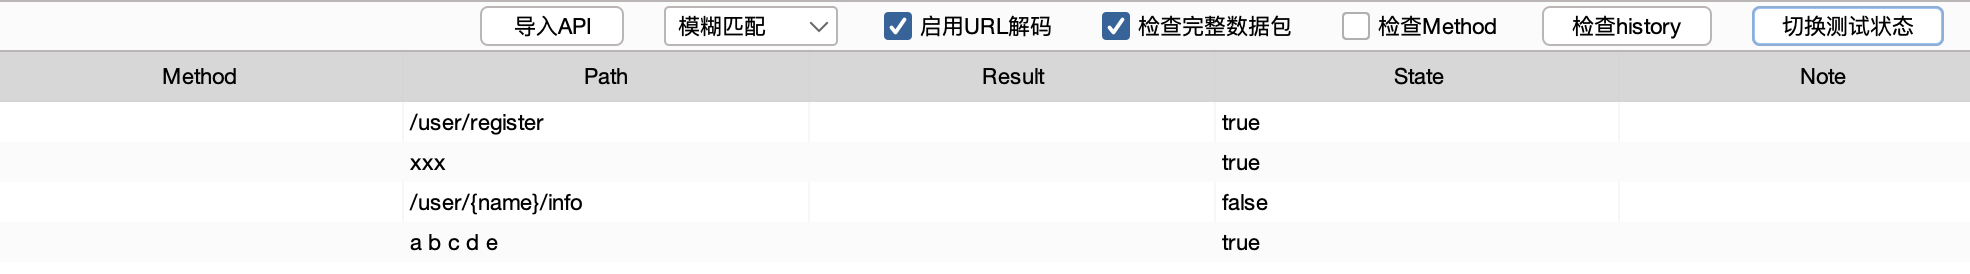 导入API 模糊匹配 启用URL解码 检查完整数据包 检查Method 检查history 切换测试状态
Method Path Result State Note
/user/register true
xxx true
/user/{name}/info false
a b c d e true